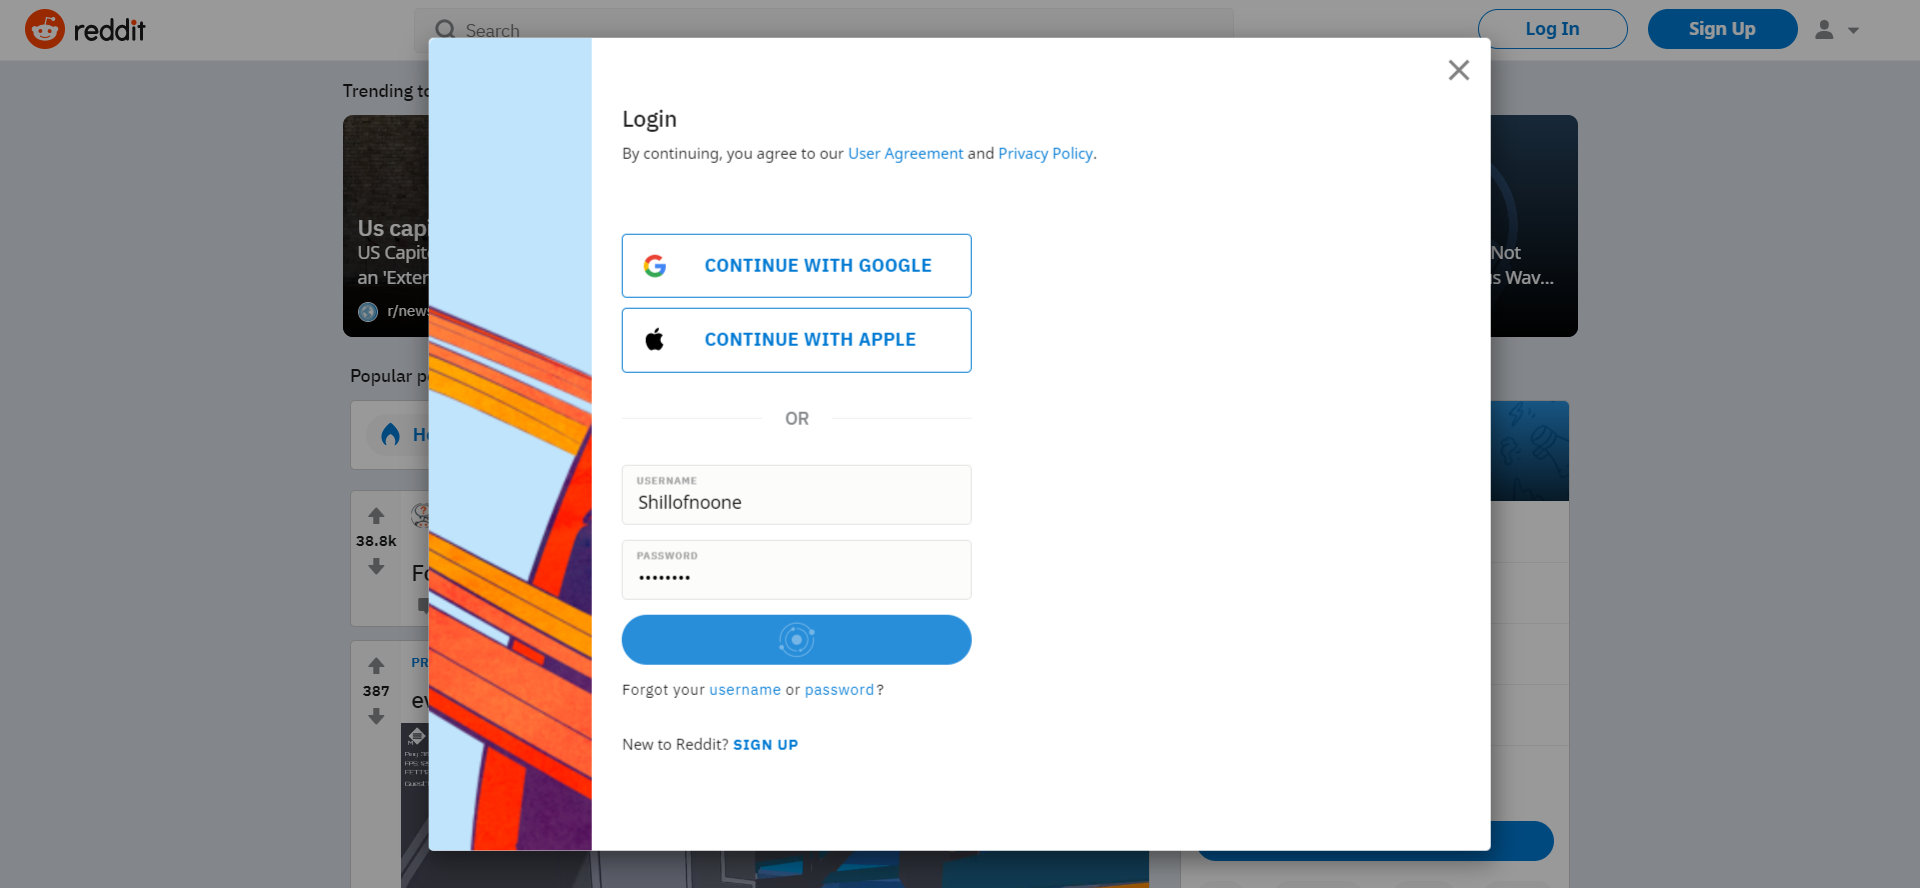 reddit
Search
Log In
Sign Up
Trending to
Us capi
US Capit
an 'Exter
r/news
Not
s Wav...
Popular p
38.8k
387
PR
Login
By continuing, you agree to our User Agreement and Privacy Policy.
CONTINUE WITH GOOGLE
CONTINUE WITH APPLE
OR
USERNAME
Shillofnoone
PASSWORD
••••••••
Forgot your username or password?
New to Reddit? SIGN UP